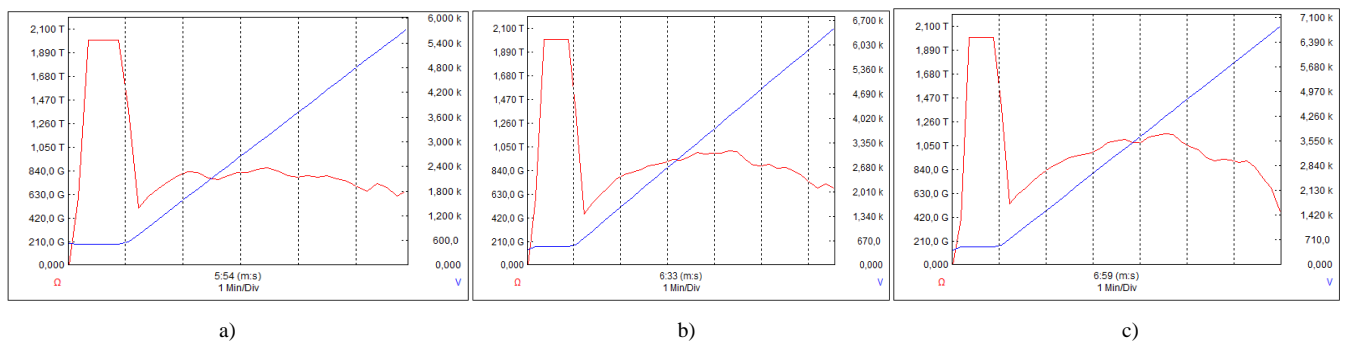 2,100 T
1,890 T
1,680 T
1,470 T
1,260 T
1,050 T
840,0 G
630,0 G
420,0 G
210,0 G
0,000
Ω
6,000 k
5,400 k
4,800 k
4,200 k
3,600 k
3,000 k
2,400 k
1,800 k
1,200 k
600,0
0,000
V
5:54 (m:s)
1 Min/Div
2,100 T
1,890 T
1,680 T
1,470 T
1,260 T
1,050 T
840,0 G
630,0 G
420,0 G
210,0 G
0,000
Ω
6,700 k
6,030 k
5,360 k
4,690 k
4,020 k
3,350 k
2,680 k
2,010 k
1,340 k
670,0
0,000
V
6:33 (m:s)
1 Min/Div
2,100 T
1,890 T
1,680 T
1,470 T
1,260 T
1,050 T
840,0 G
630,0 G
420,0 G
210,0 G
0,000
Ω
7,100 k
6,390 k
5,680 k
4,970 k
4,260 k
3,550 k
2,840 k
2,130 k
1,420 k
710,0
0,000
V
6:59 (m:s)
1 Min/Div
a)
b)
c)